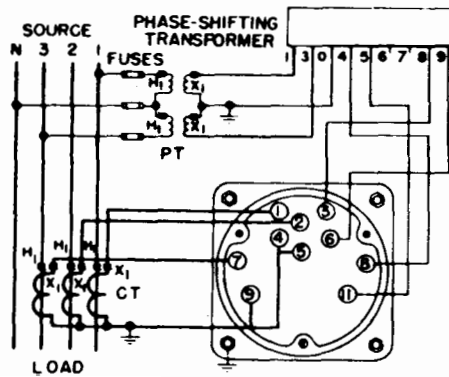 SOURCE
N 3 2 1
PHASE-SHIFTING
TRANSFORMER
FUSES
1 3 0 4 5 6 7 8 9
H1 X1
H1 X1
PT
1 2 5
4 5 6
7 8
9 11
H1 H1 H
X1 X1 X1
CT
LOAD